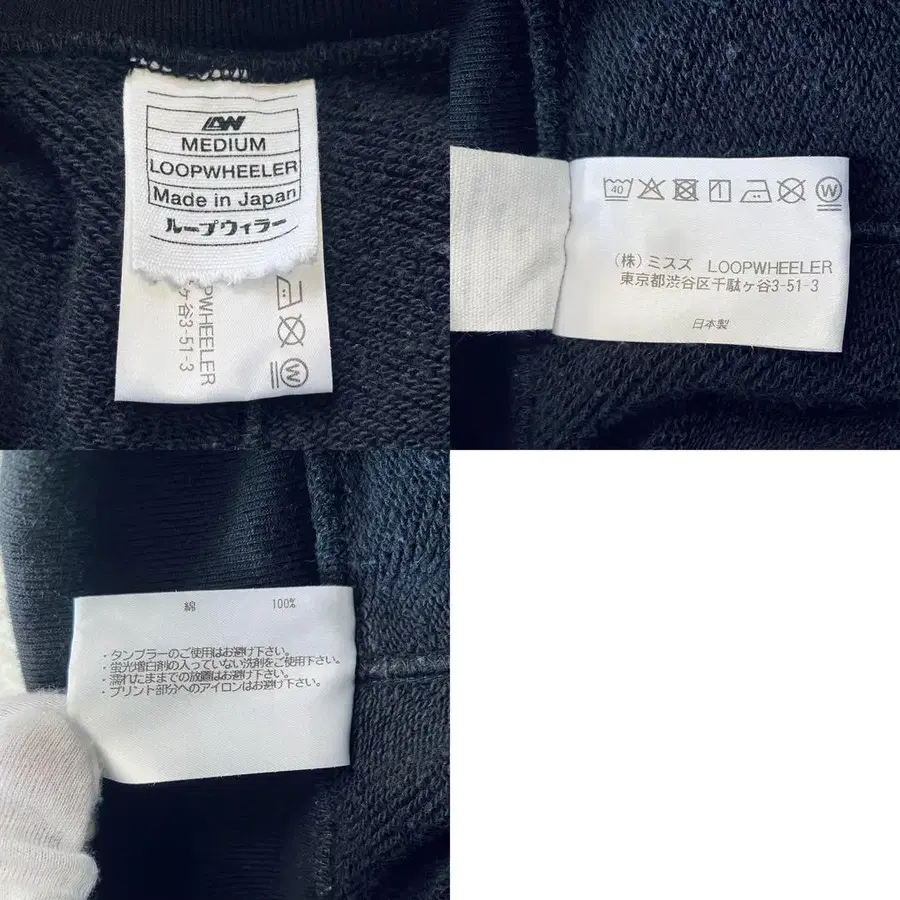 LW
MEDIUM
LOOPWHEELER
Made in Japan
ループウィラー
PWHEELER
ヶ谷3-51-3
40
W
(株)ミスズ LOOPWHEELER
東京都渋谷区千駄ヶ谷3-51-3
日本製
綿 100%
・タンブラーのご使用はお避け下さい。
・蛍光増白剤の入っていない洗剤をご使用下さい。
・濡れたままでの放置はお避け下さい。
・プリント部分へのアイロンはお避け下さい。